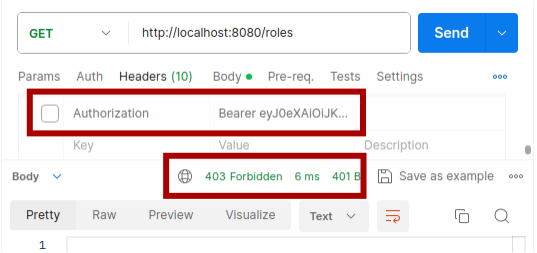 GET http://localhost:8080/roles Send
Params Auth Headers (10) Body Pre-req. Tests Settings
Authorization Bearer eyJ0eXAiOiJK...
Key Value Description
Body 403 Forbidden 6 ms 401 B Save as example
Pretty Raw Preview Visualize Text
1